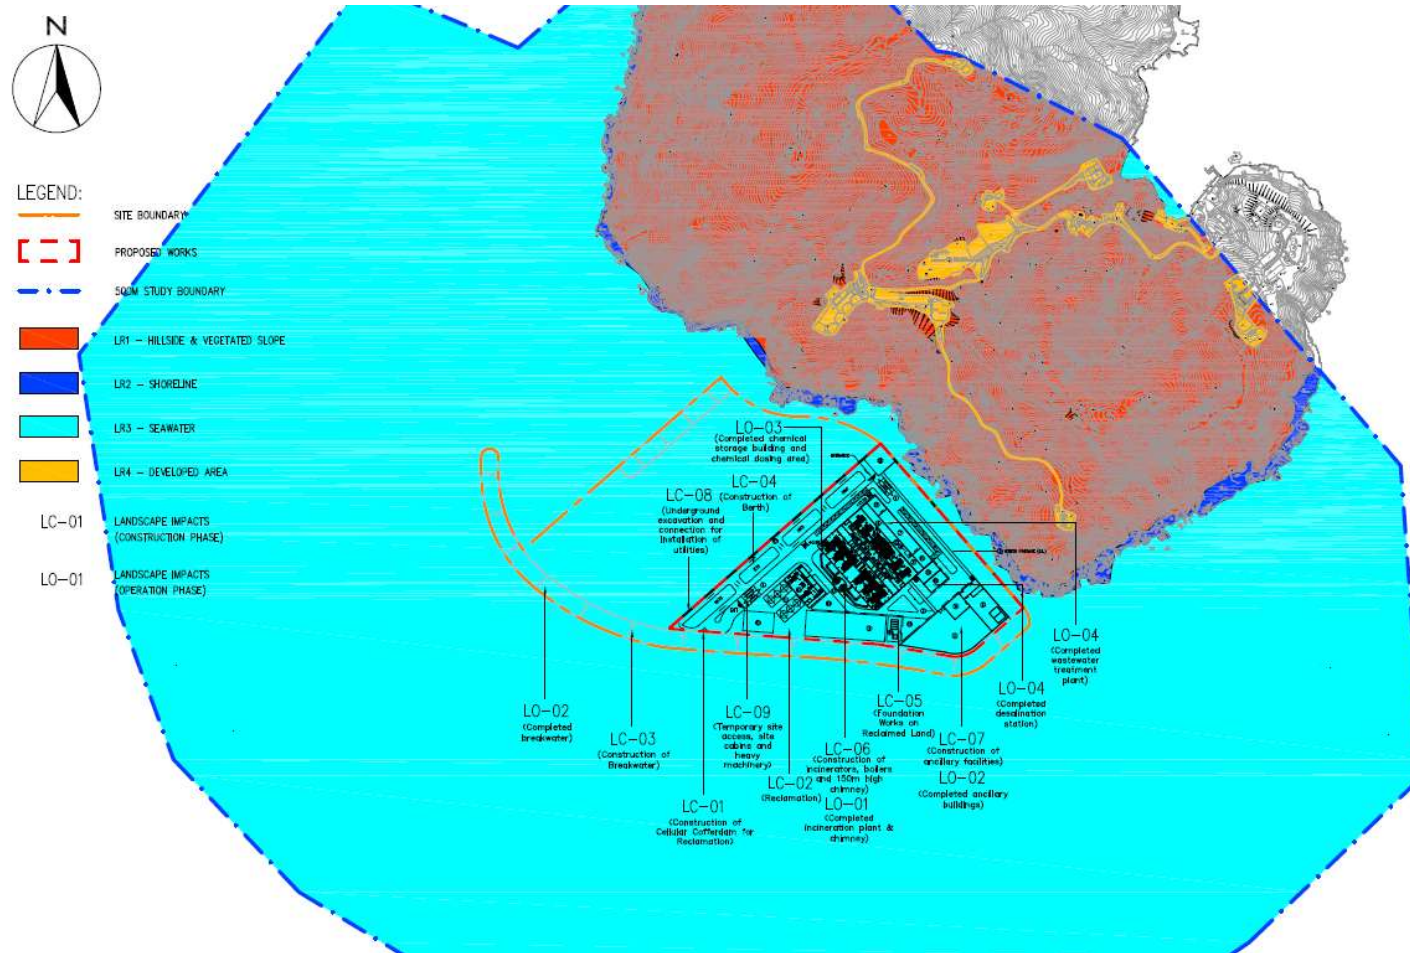 N
LEGEND:
SITE BOUNDARY
PROPOSED WORKS
500M STUDY BOUNDARY
LR1 – HILLSIDE & VEGETATED SLOPE
LR2 – SHORELINE
LR3 – SEAWATER
LR4 – DEVELOPED AREA
LC-01
LANDSCAPE IMPACTS
(CONSTRUCTION PHASE)
LO-01
LANDSCAPE IMPACTS
(OPERATION PHASE)
LO-03
(Completed chemical
storage building and
chemical dosing area)
LC-04
(Construction of
Berth)
LC-08
(Underground
excavation and
connection for
Installation of
utilities)
LO-04
(Completed
wastewater
treatment
plant)
LO-04
(Completed
desalination
station)
LO-02
(Completed
breakwater)
LC-03
(Construction of
Breakwater)
LC-09
(Temporary site
access, site
cabins and
heavy
machinery)
LC-01
(Construction of
Cellular Cofferdam for
Reclamation)
LC-02
(Reclamation)
LC-06
(Construction of
incinerators, boilers
and 150m high
chimney)
LO-01
(Completed
incineration plant &
chimney)
LC-05
(Foundation
Works on
Reclaimed Land)
LC-07
(Construction of
ancillary facilities)
LO-02
(Completed ancillary
buildings)